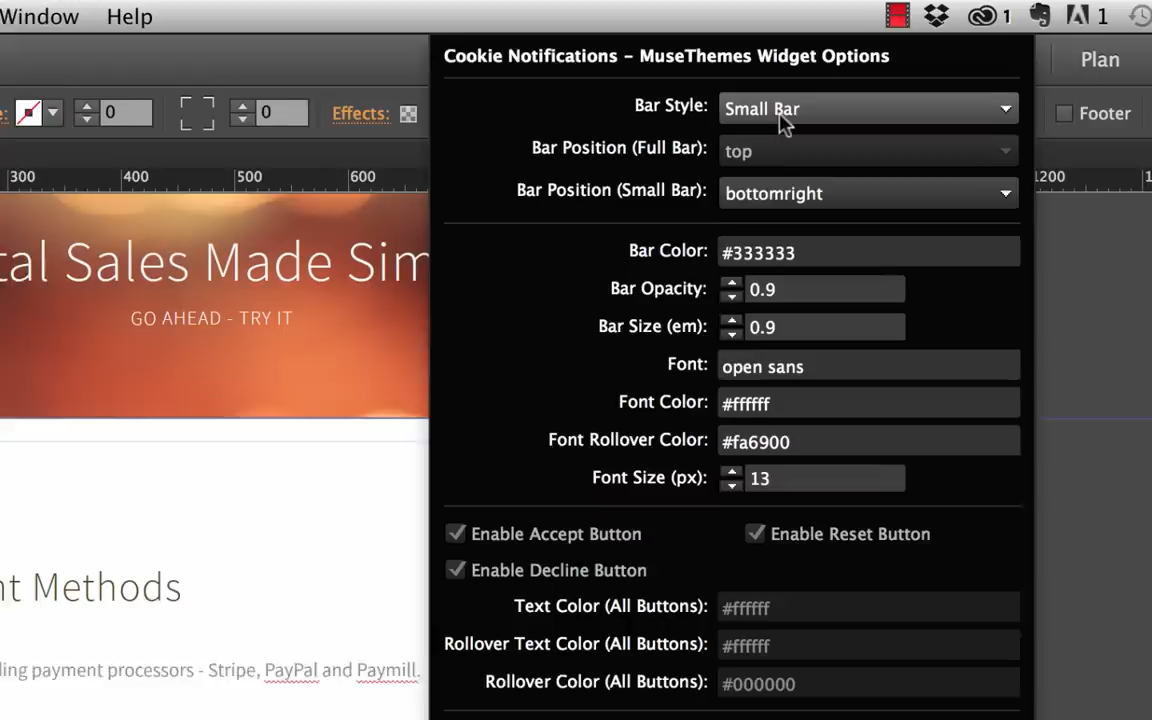 Window Help 1 1
Cookie Notifications - MuseThemes Widget Options
Plan
0 0 Effects: Footer
Bar Style: Small Bar
Bar Position (Full Bar): top
300 400 500 600 1200
Bar Position (Small Bar): bottomright
tal Sales Made Sim
GO AHEAD - TRY IT
Bar Color: #333333
Bar Opacity: 0.9
Bar Size (em): 0.9
Font: open sans
Font Color: #ffffff
Font Rollover Color: #fa6900
Font Size (px): 13
Enable Accept Button Enable Reset Button
Enable Decline Button
nt Methods
Text Color (All Buttons): #ffffff
Rollover Text Color (All Buttons): #ffffff
ding payment processors - Stripe, PayPal and Paymill.
Rollover Color (All Buttons): #000000